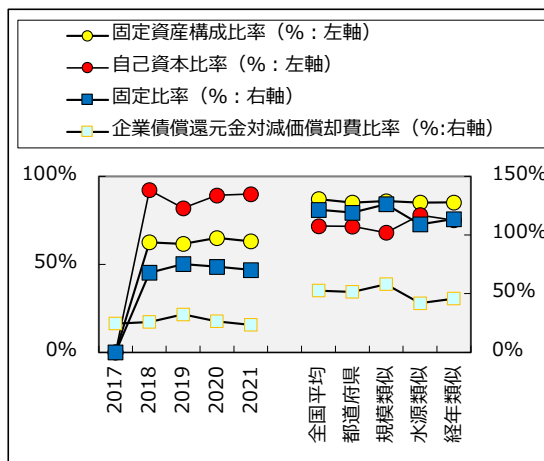 固定資産構成比率（%：左軸）
自己資本比率（%：左軸）
固定比率（%：右軸）
企業債償還元金対減価償却費比率（%:右軸）
100%
50%
0%
150%
100%
50%
0%
2017
2018
2019
2020
2021
全国平均
都道府県
規模類似
水源類似
経年類似